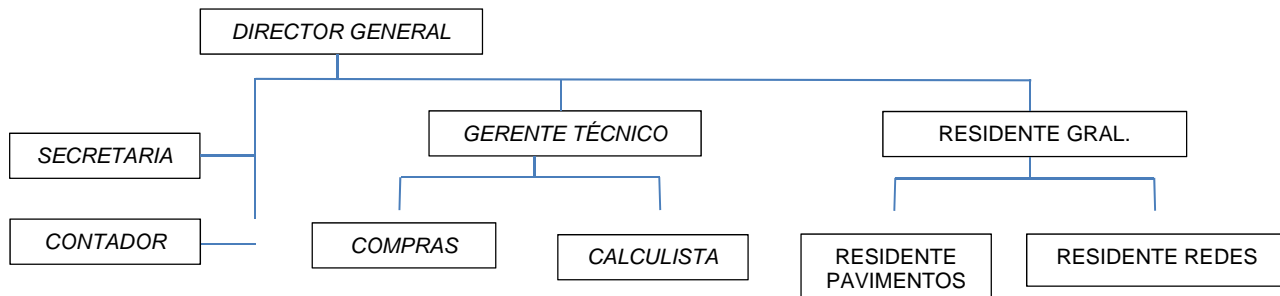 DIRECTOR GENERAL
GERENTE TÉCNICO
RESIDENTE GRAL.
SECRETARIA
CONTADOR
COMPRAS
CALCULISTA
RESIDENTE
PAVIMENTOS
RESIDENTE REDES